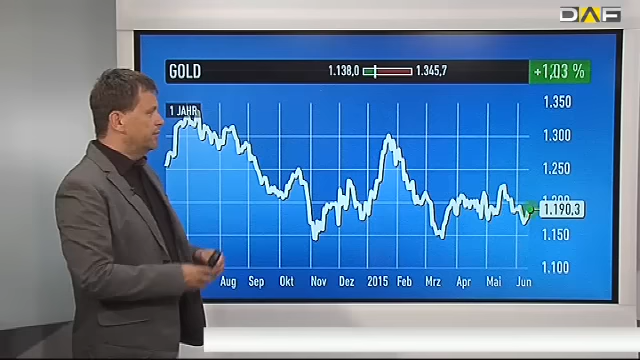 DAF
GOLD 1.138,0 1.345,7 +1,03 %
1 JAHR
1.350
1.300
1.250
1.200
1.190,3
1.150
1.100
Aug Sep Okt Nov Dez 2015 Feb Mrz Apr Mai Jun